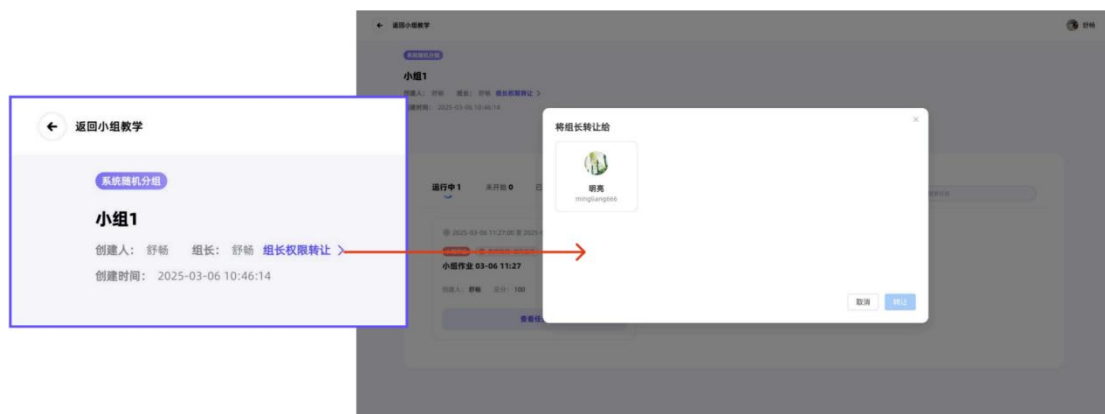 返回小组教学
系统随机分组
小组1
创建人： 舒畅 组长： 舒畅 组长权限转让
创建时间： 2025-03-06 10:46:14
返回小组教学
舒畅
系统随机分组
小组1
创建人： 舒畅 组长： 舒畅 组长权限转让
创建时间： 2025-03-06 10:46:14
将组长转让给
明亮
mingliang666
取消 转让
运行中 1 未开始 0
2025-03-06 11:27:00 至 2025-
小组作业 03-06 11:27
创建人： 舒畅 总分： 100
查看任